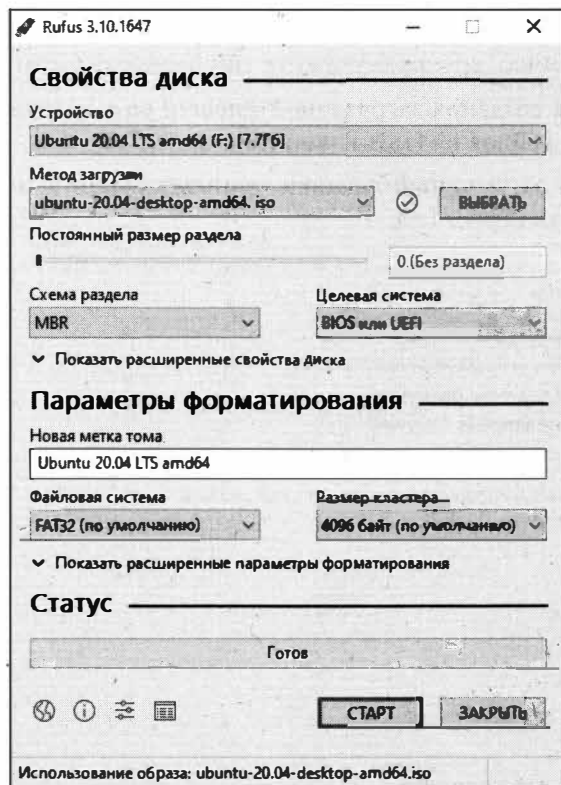 Rufus 3.10.1647
Свойства диска
Устройство
Ubuntu 20.04 LTS amd64 (F:) [7.7Гб]
Метод загрузки
ubuntu-20.04-desktop-amd64. iso
ВЫБРАТЬ
Постоянный размер раздела
0 (Без раздела)
Схема раздела
Целевая система
MBR
BIOS или UEFI
Показать расширенные свойства диска
Параметры форматирования
Новая метка тома
Ubuntu 20.04 LTS amd64
Файловая система
Размер кластера
FAT32 (по умолчанию)
4096 байт (по умолчанию)
Показать расширенные параметры форматирования
Статус
Готов
СТАРТ
ЗАКРЫТЬ
Использование образа: ubuntu-20.04-desktop-amd64.iso